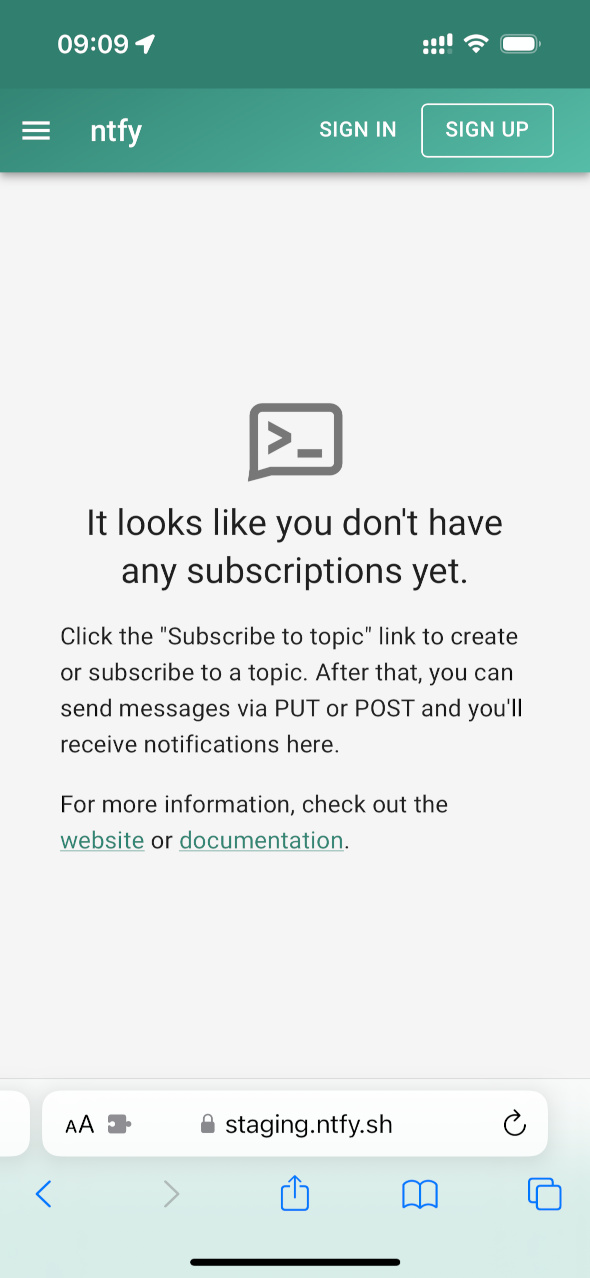 09:09
ntfy SIGN IN SIGN UP
>_
It looks like you don't have
any subscriptions yet.
Click the "Subscribe to topic" link to create
or subscribe to a topic. After that, you can
send messages via PUT or POST and you'll
receive notifications here.
For more information, check out the
website or documentation.
AA staging.ntfy.sh